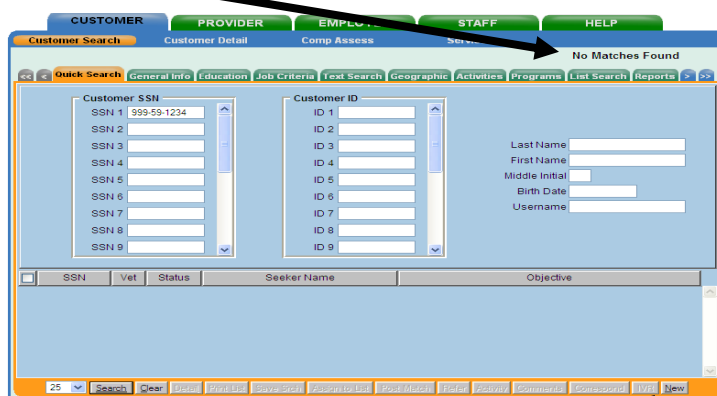 CUSTOMER PROVIDER STAFF HELP
Customer Search Customer Detail Comp Assess
No Matches Found
<< < Quick Search General Info Education Job Criteria Text Search Geographic Activities Programs List Search Reports > >>
Customer SSN Customer ID
SSN 1 999-59-1234 ID 1
SSN 2 ID 2
SSN 3 ID 3 Last Name
SSN 4 ID 4 First Name
SSN 5 ID 5 Middle Initial
SSN 6 ID 6 Birth Date
SSN 7 ID 7 Username
SSN 8 ID 8
SSN 9 ID 9
SSN Vet Status Seeker Name Objective
25 Search Clear Detail Print List Save Srch Assign to List Post Match Refer Activity Comments Correspond IVR New